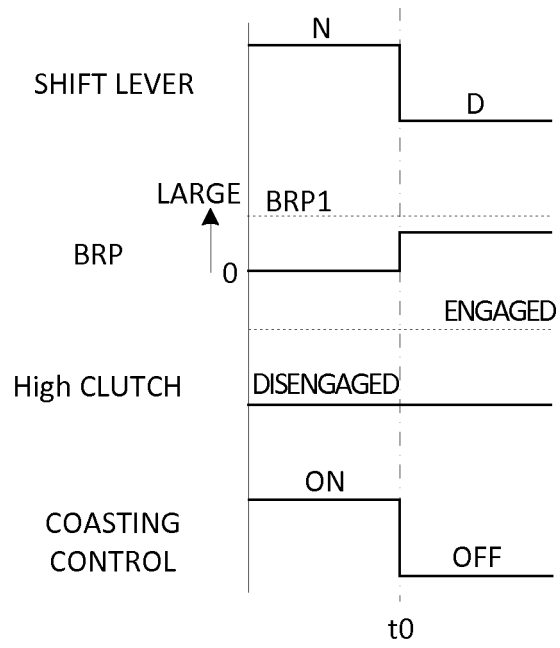 N
SHIFT LEVER
D
LARGE
BRP1
BRP
0
ENGAGED
High CLUTCH
DISENGAGED
ON
COASTING
CONTROL
OFF
t0